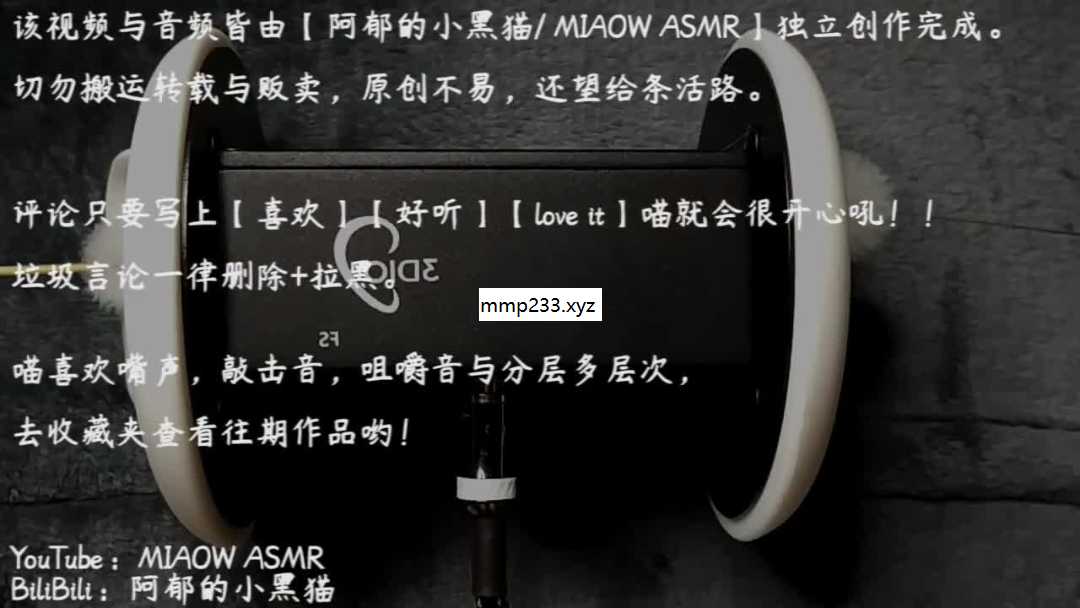 该视频与音频皆由【阿郁的小黑猫/ MIAOW ASMR】独立创作完成。
切勿搬运转载与贩卖，原创不易，还望给条活路。
评论只要写上【喜欢】【好听】【love it】喵就会很开心吼！！
垃圾言论一律删除+拉黑。
3DIO
mmp233.xyz
FS
喵喜欢嘴声，敲击音，咀嚼音与分层多层次，
去收藏夹查看往期作品哟！
YouTube：MIAOW ASMR
BiliBili：阿郁的小黑猫